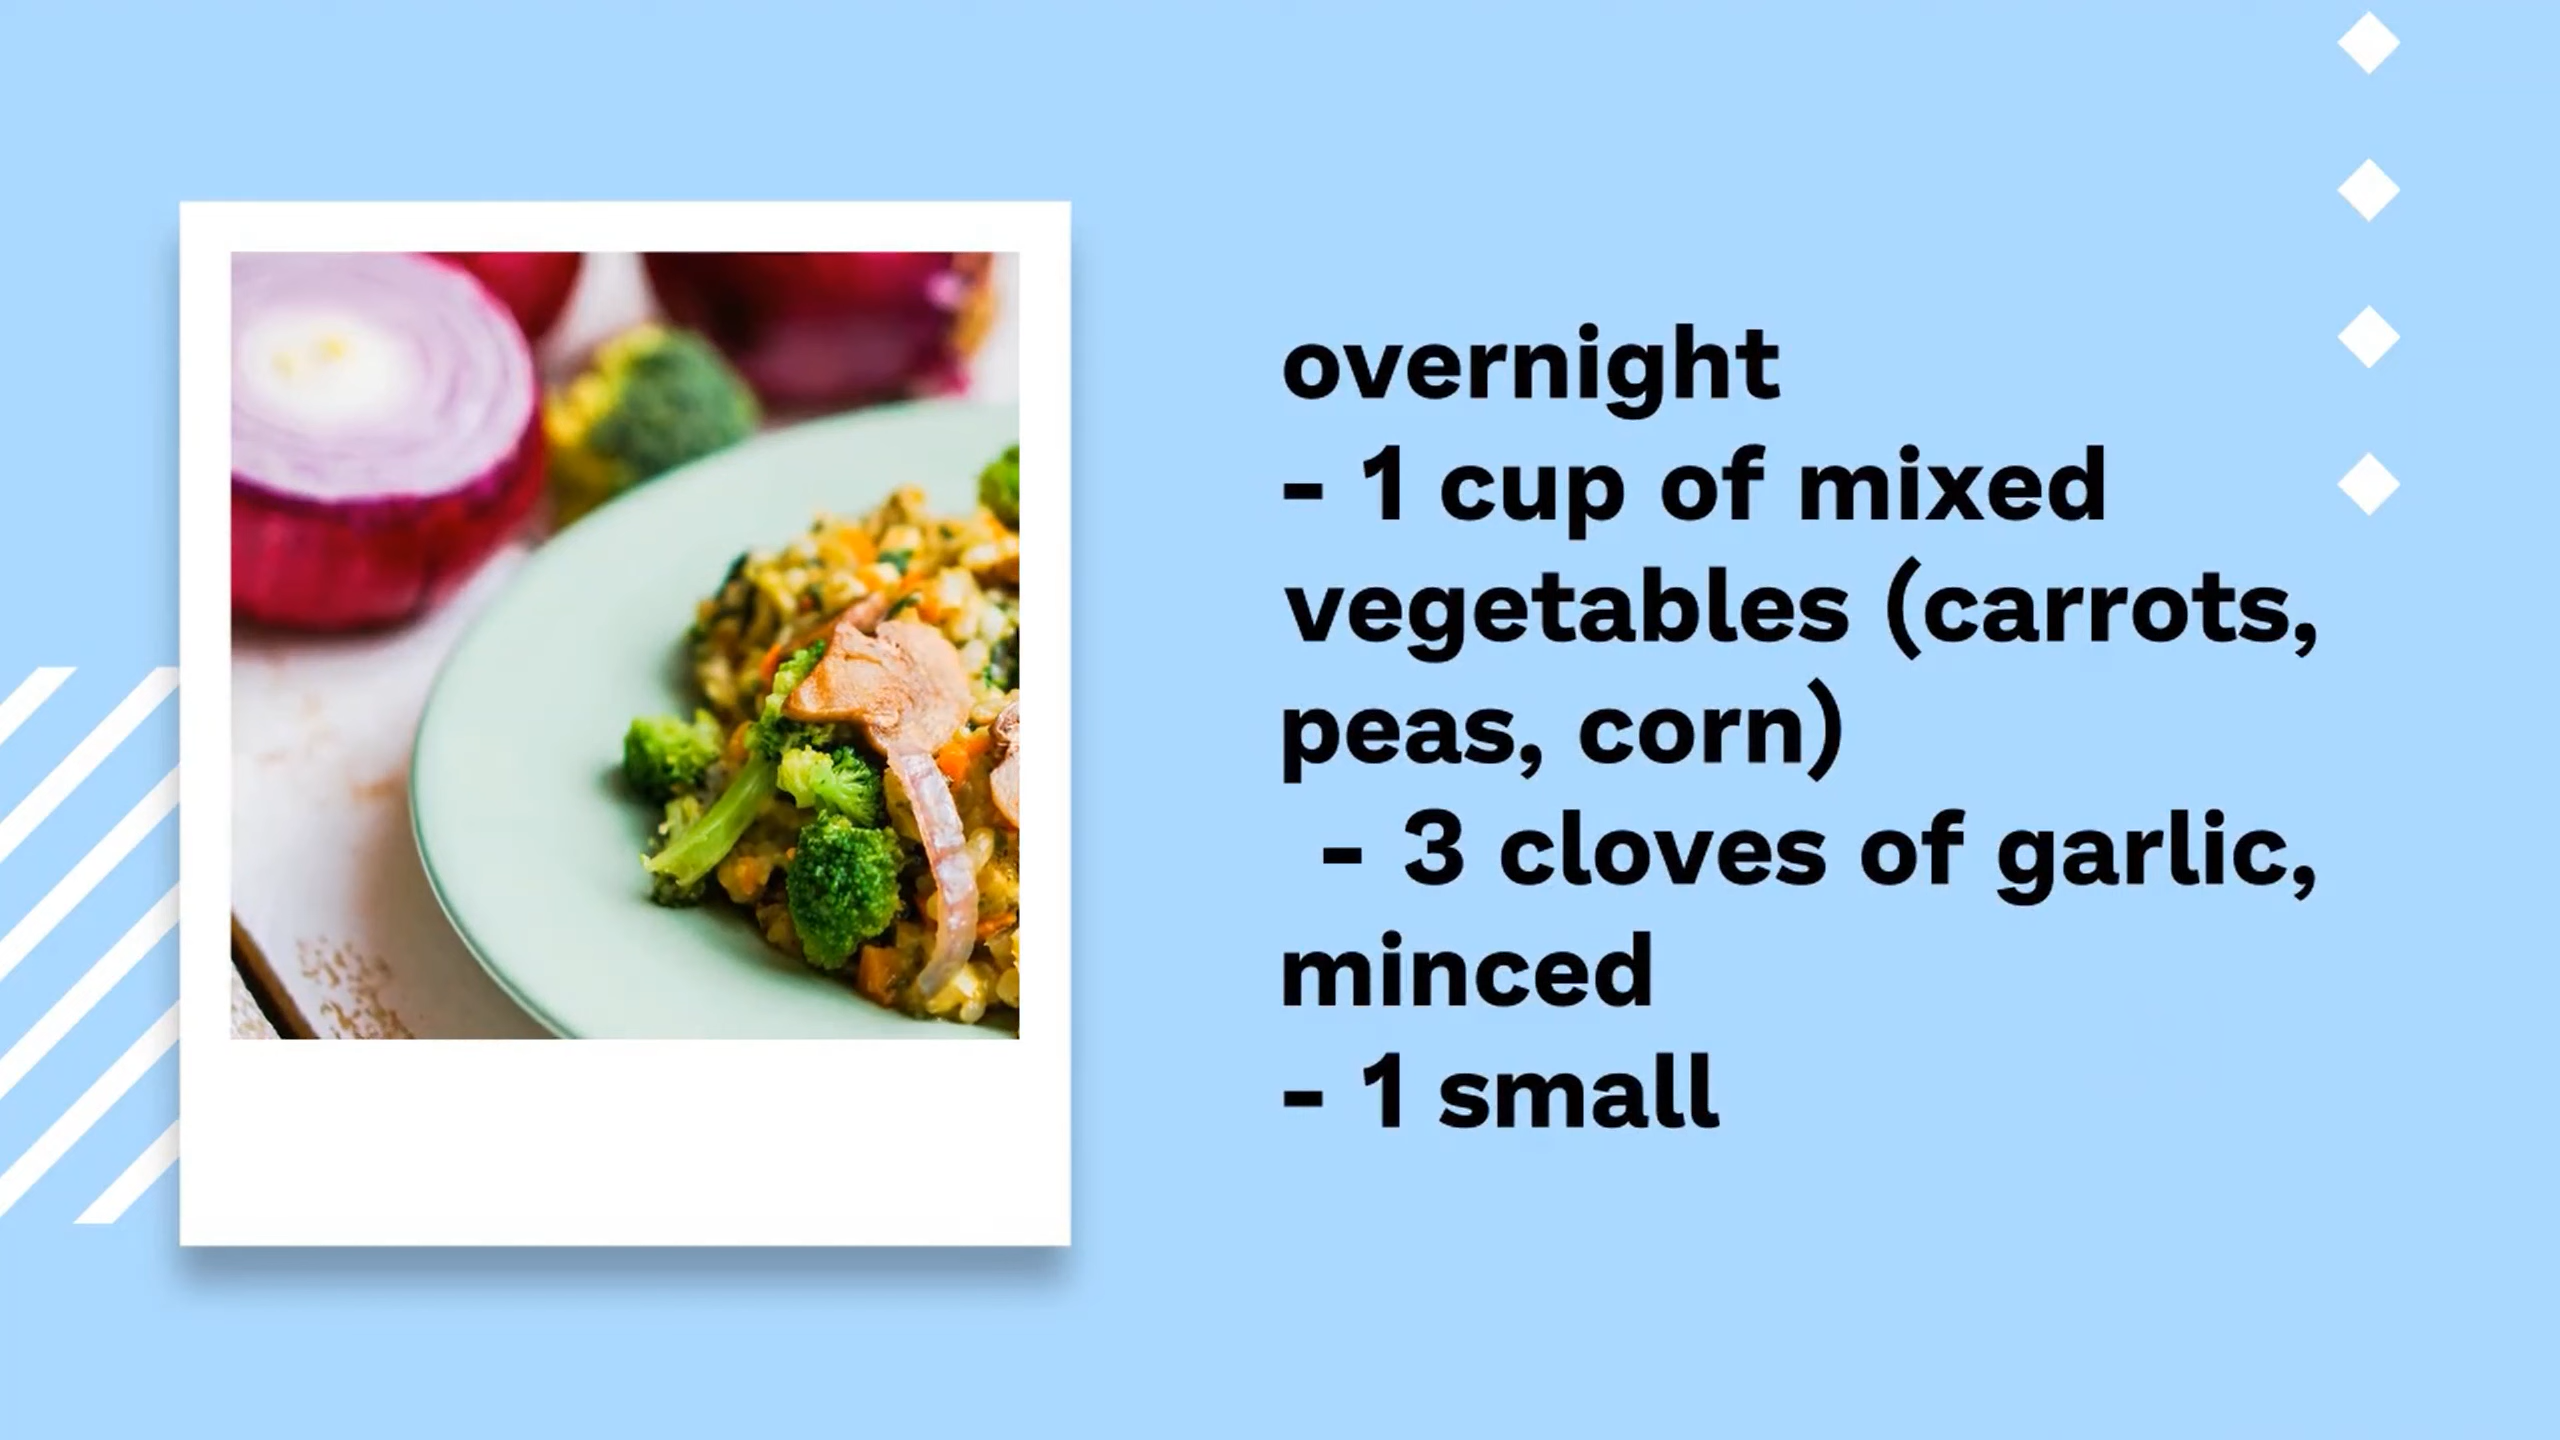 overnight
- 1 cup of mixed
vegetables (carrots,
peas, corn)
- 3 cloves of garlic,
minced
- 1 small